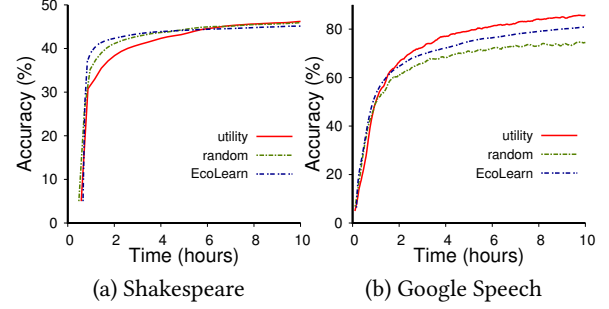 50
40
30
20
10
0
Accuracy (%)
utility
random
EcoLearn
0 2 4 6 8 10
Time (hours)
(a) Shakespeare
80
60
40
20
0
Accuracy (%)
utility
random
EcoLearn
0 2 4 6 8 10
Time (hours)
(b) Google Speech